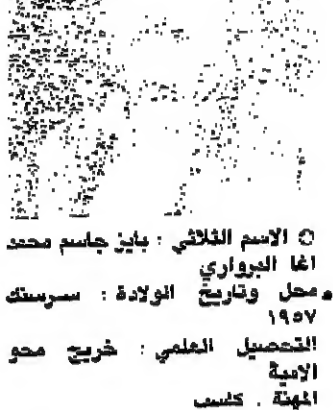 ○ الاسم الثلاثي : بايز جاسم محمد
اغا البرواري
محل وتاريخ الولادة : سرسنك
١٩٥٧
التحصيل العلمي : خريج محو
الامية
المهنة . كاسب